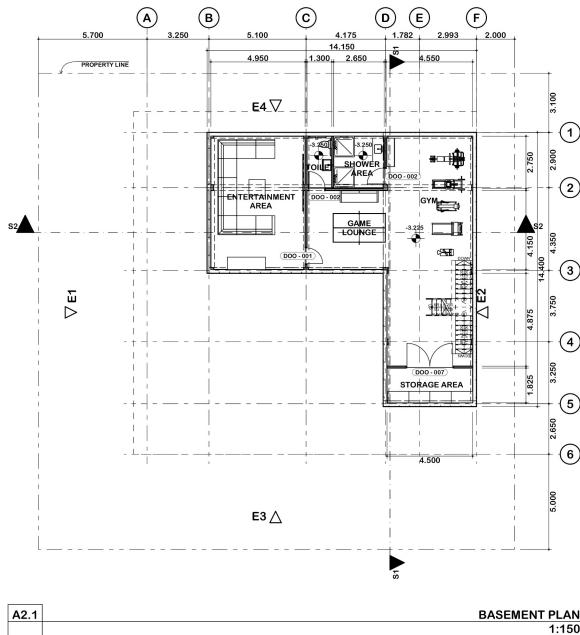 A B C D E F
5.700 3.250 5.100 4.175 1.782 2.993 2.000
14.150
4.950 1.300 2.650 4.550
S1
PROPERTY LINE
E4
3.100
1
-3.250 -3.250
TOILET SHOWER
AREA
2.750
2.900
DOO - 002
2
ENTERTAINMENT
AREA
DOO - 002
GYM
GAME
LOUNGE
-3.225
S2 S2
4.150
4.350
DOO - 001
3
14.400
E1 E2
3.750
4.875
4
DOO - 007
STORAGE AREA
3.250
1.825
5
2.650
4.500
6
5.000
E3
S1
A2.1 BASEMENT PLAN
1:150